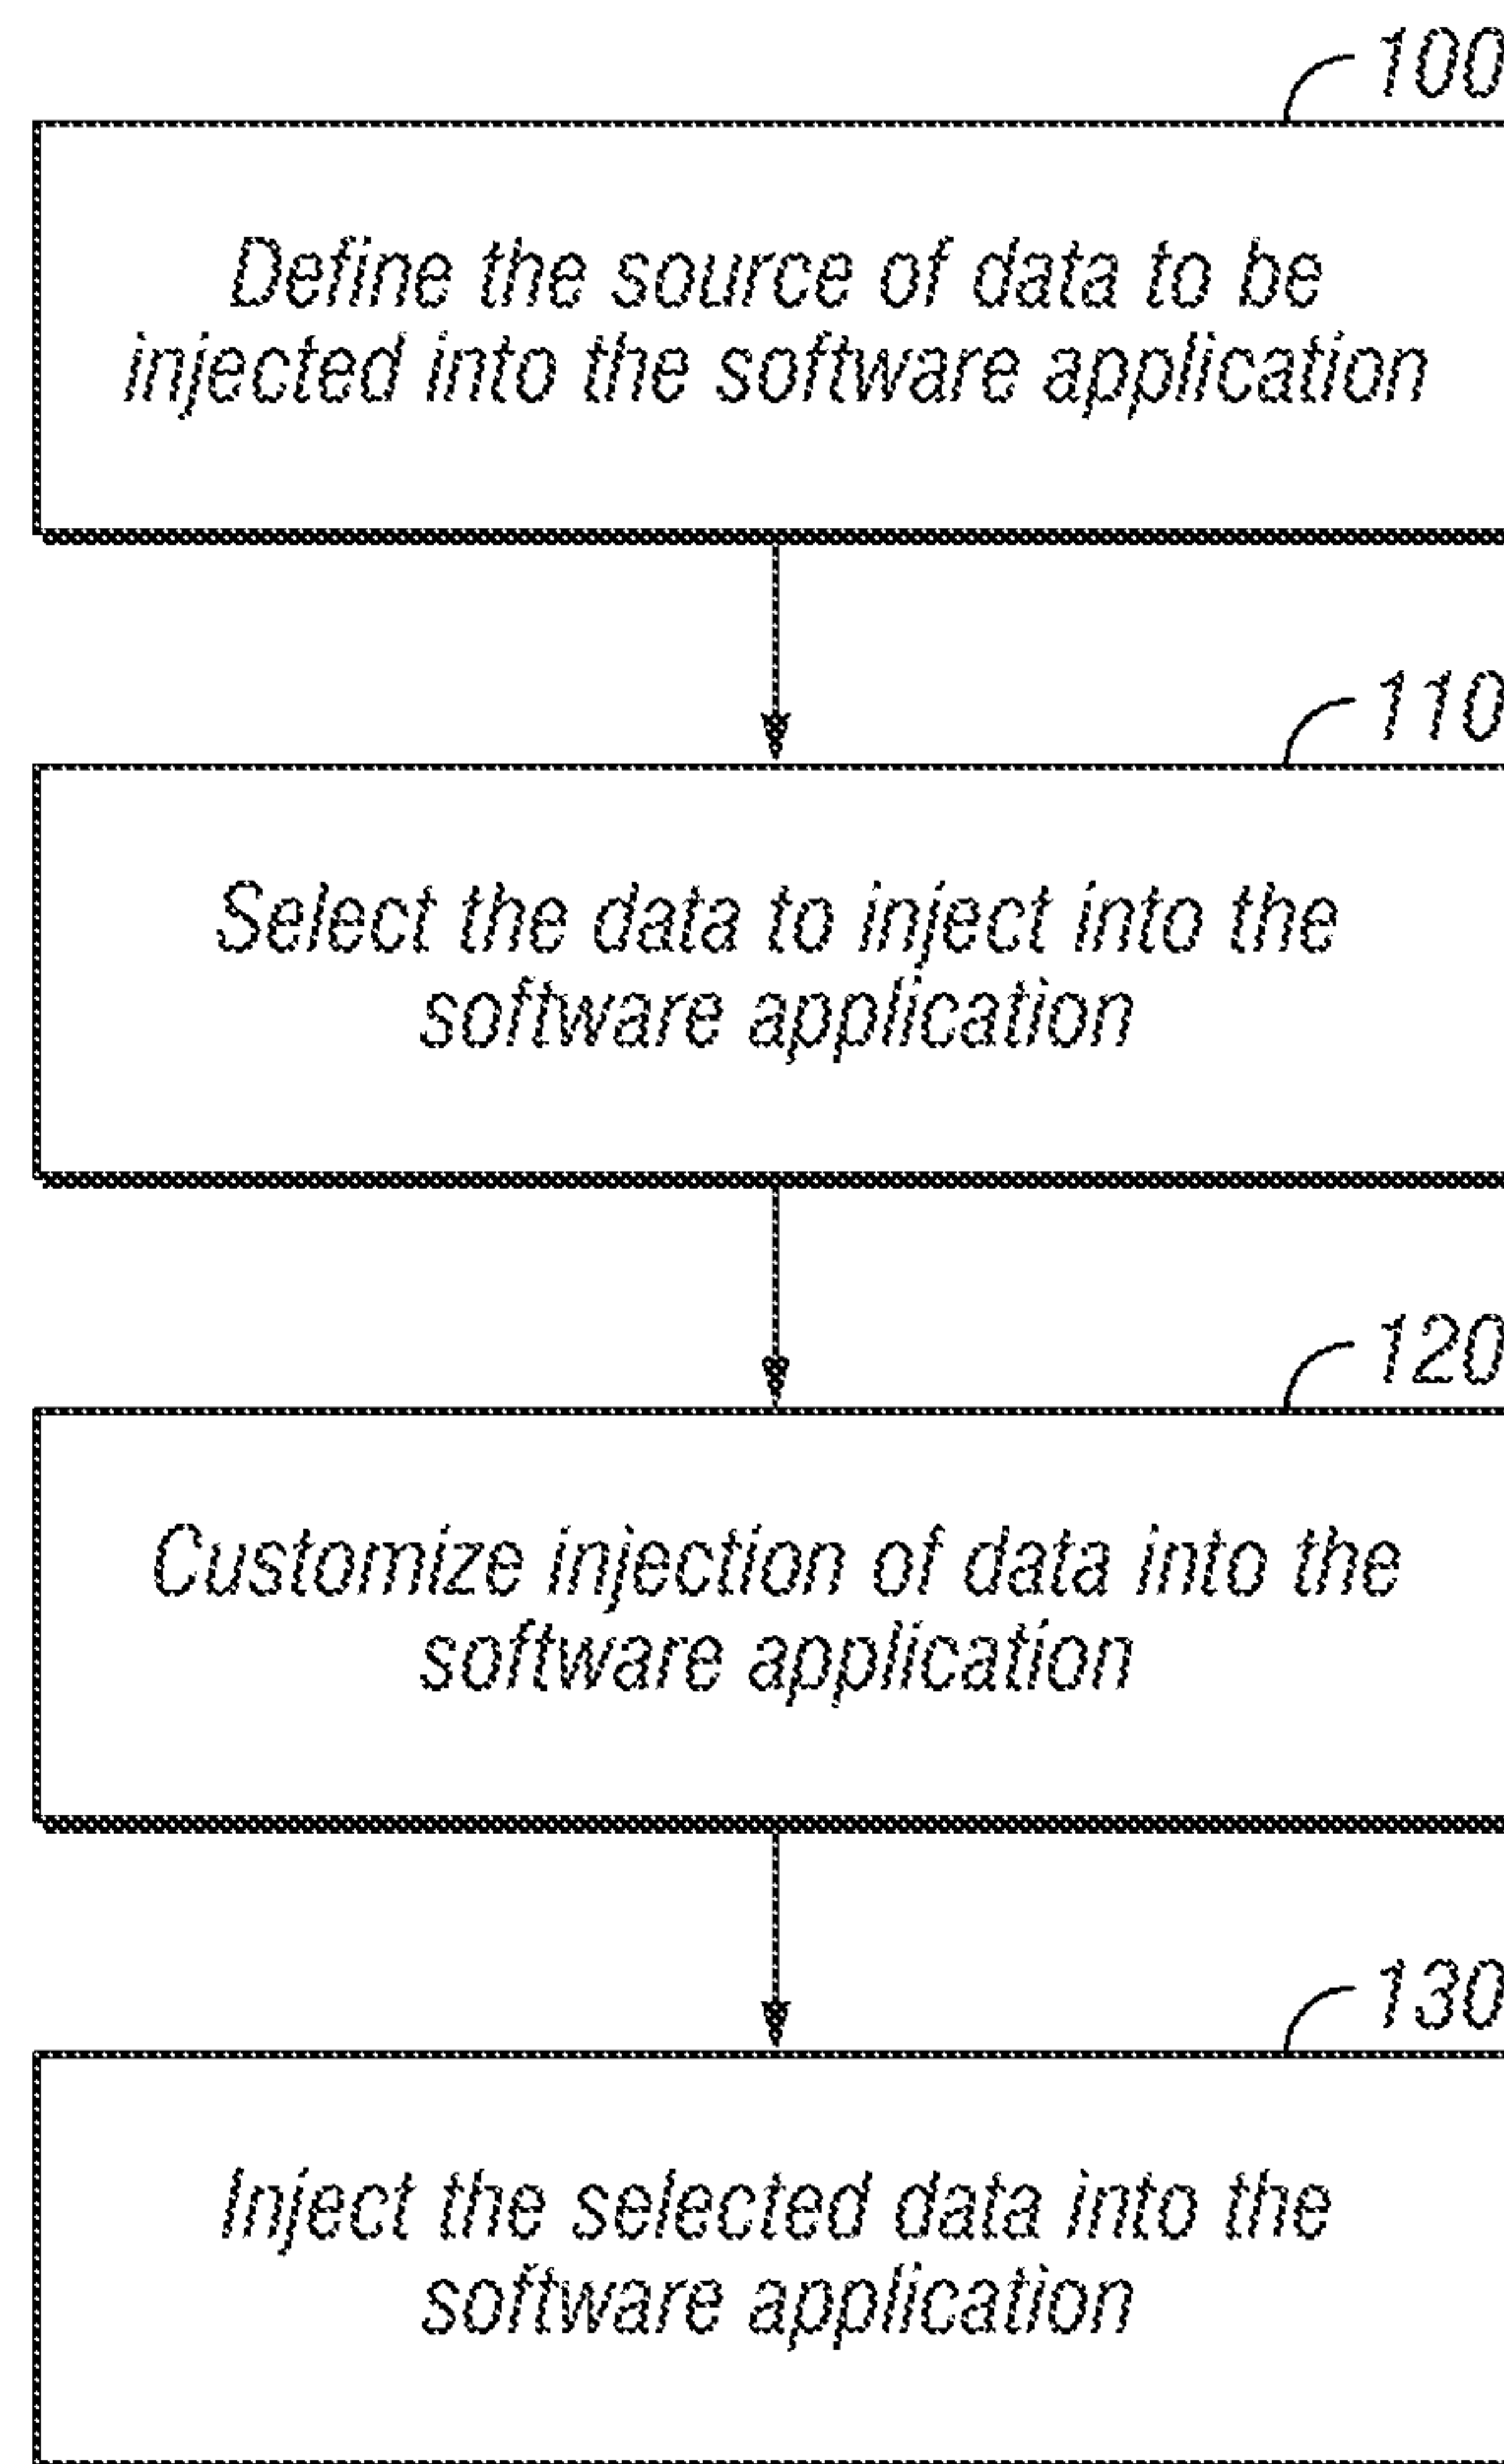 100
Define the source of data to be
injected into the software application
110
Select the data to inject into the
software application
120
Customize injection of data into the
software application
130
Inject the selected data into the
software application